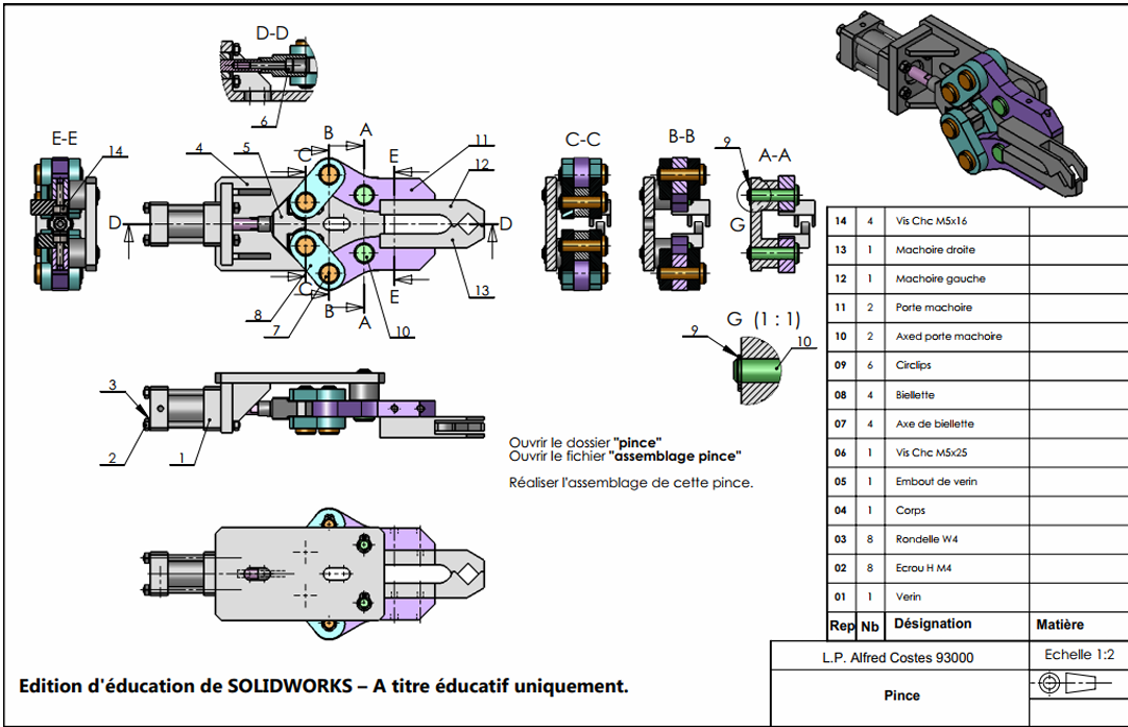 D-D
6
E-E
14
4
5
C
B
A
E
11
12
D
D
C
B
A
E
8
7
10
13
C-C
B-B
9
A-A
G
G (1 : 1)
9
10
3
2
1
Ouvrir le dossier "pince"
Ouvrir le fichier "assemblage pince"
Réaliser l'assemblage de cette pince.
14 4 Vis Chc M5x16
13 1 Machoire droite
12 1 Machoire gauche
11 2 Porte machoire
10 2 Axed porte machoire
09 6 Circlips
08 4 Biellette
07 4 Axe de biellette
06 1 Vis Chc M5x25
05 1 Embout de verin
04 1 Corps
03 8 Rondelle W4
02 8 Ecrou H M4
01 1 Verin
Rep Nb Désignation Matière
L.P. Alfred Costes 93000 Echelle 1:2
Pince
Edition d'éducation de SOLIDWORKS – A titre éducatif uniquement.